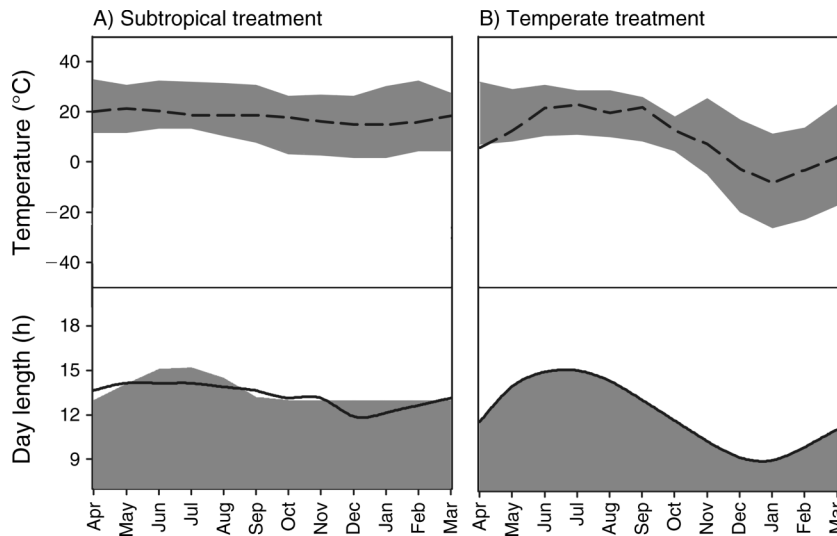 A) Subtropical treatment
B) Temperate treatment
Temperature (°C)
40
20
0
−20
−40
Day length (h)
18
15
12
9
Apr May Jun Jul Aug Sep Oct Nov Dec Jan Feb Mar
Apr May Jun Jul Aug Sep Oct Nov Dec Jan Feb Mar